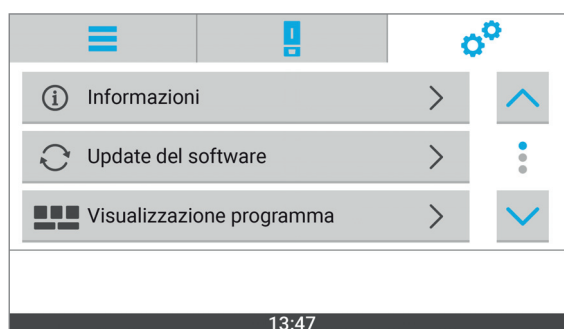 Informazioni
Update del software
Visualizzazione programma
13:47